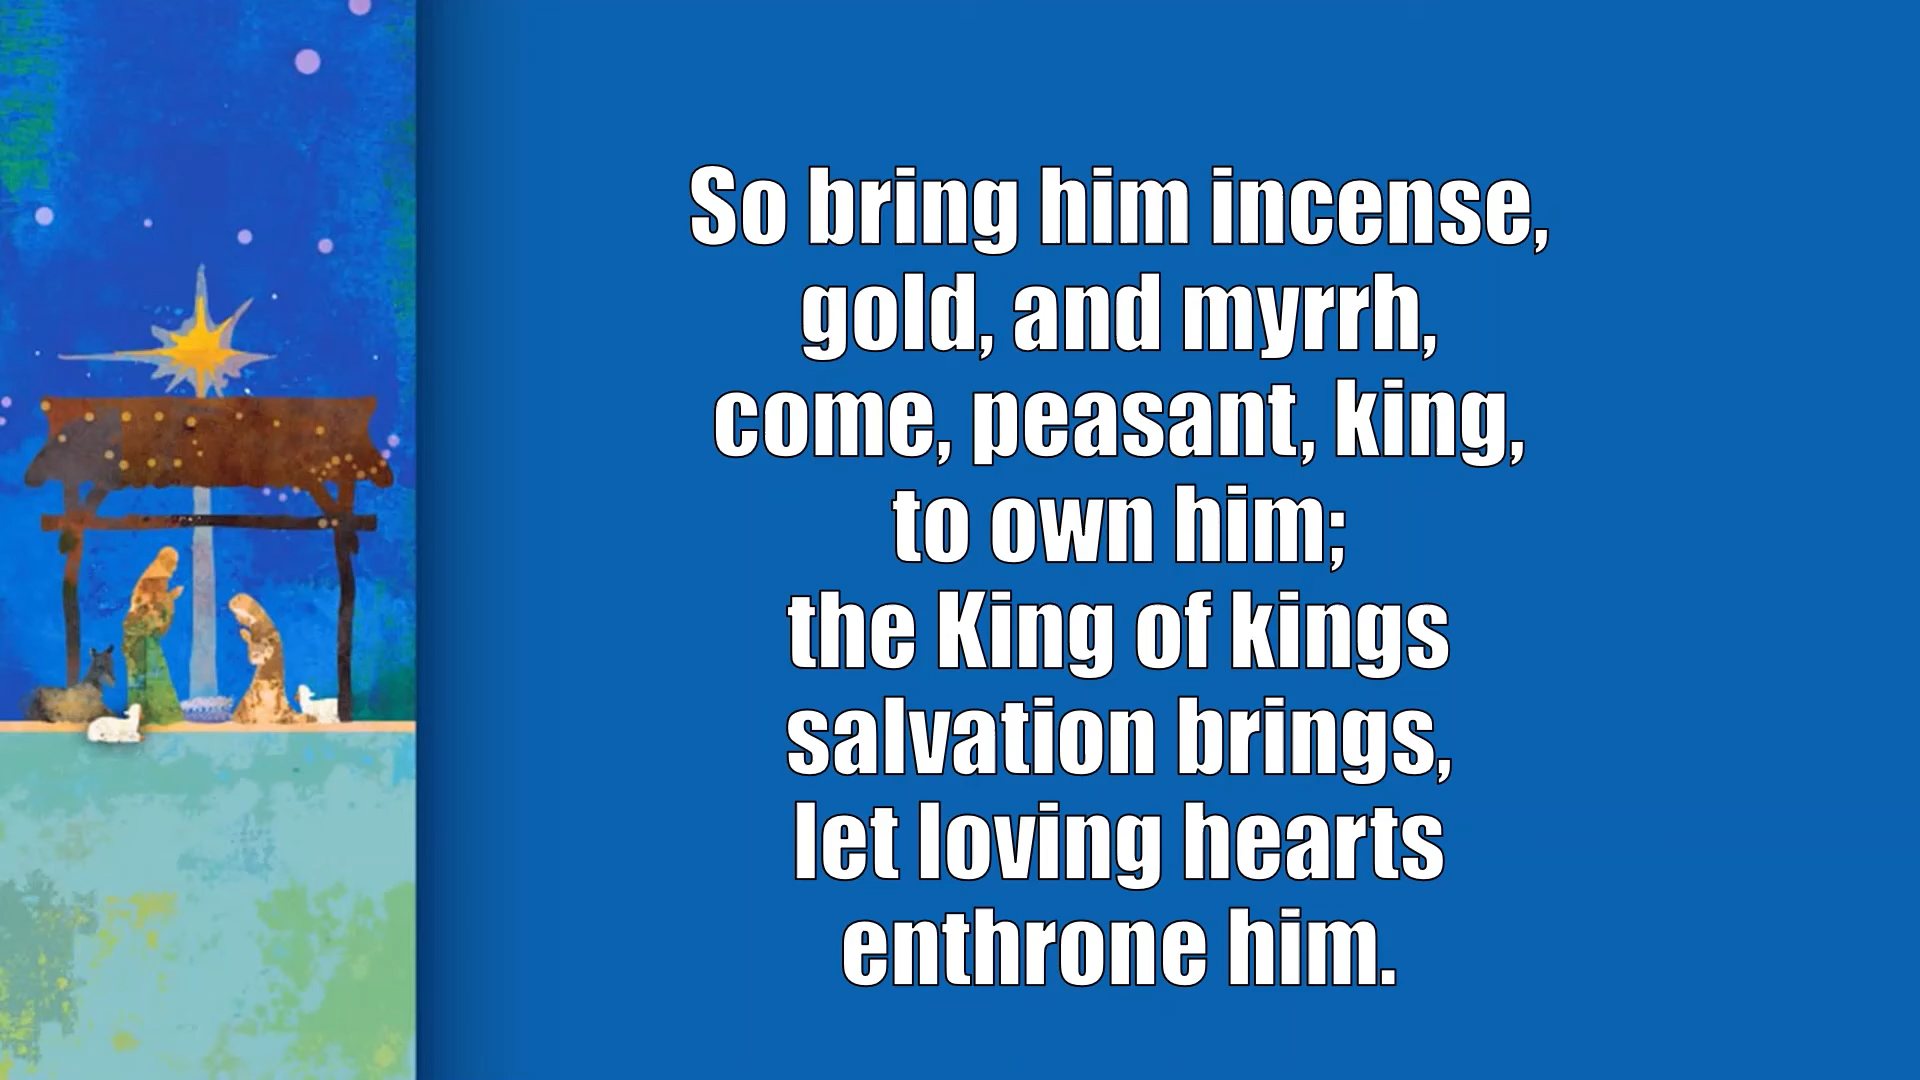 So bring him incense,
gold, and myrrh,
come, peasant, king,
to own him;
the King of kings
salvation brings,
let loving hearts
enthrone him.